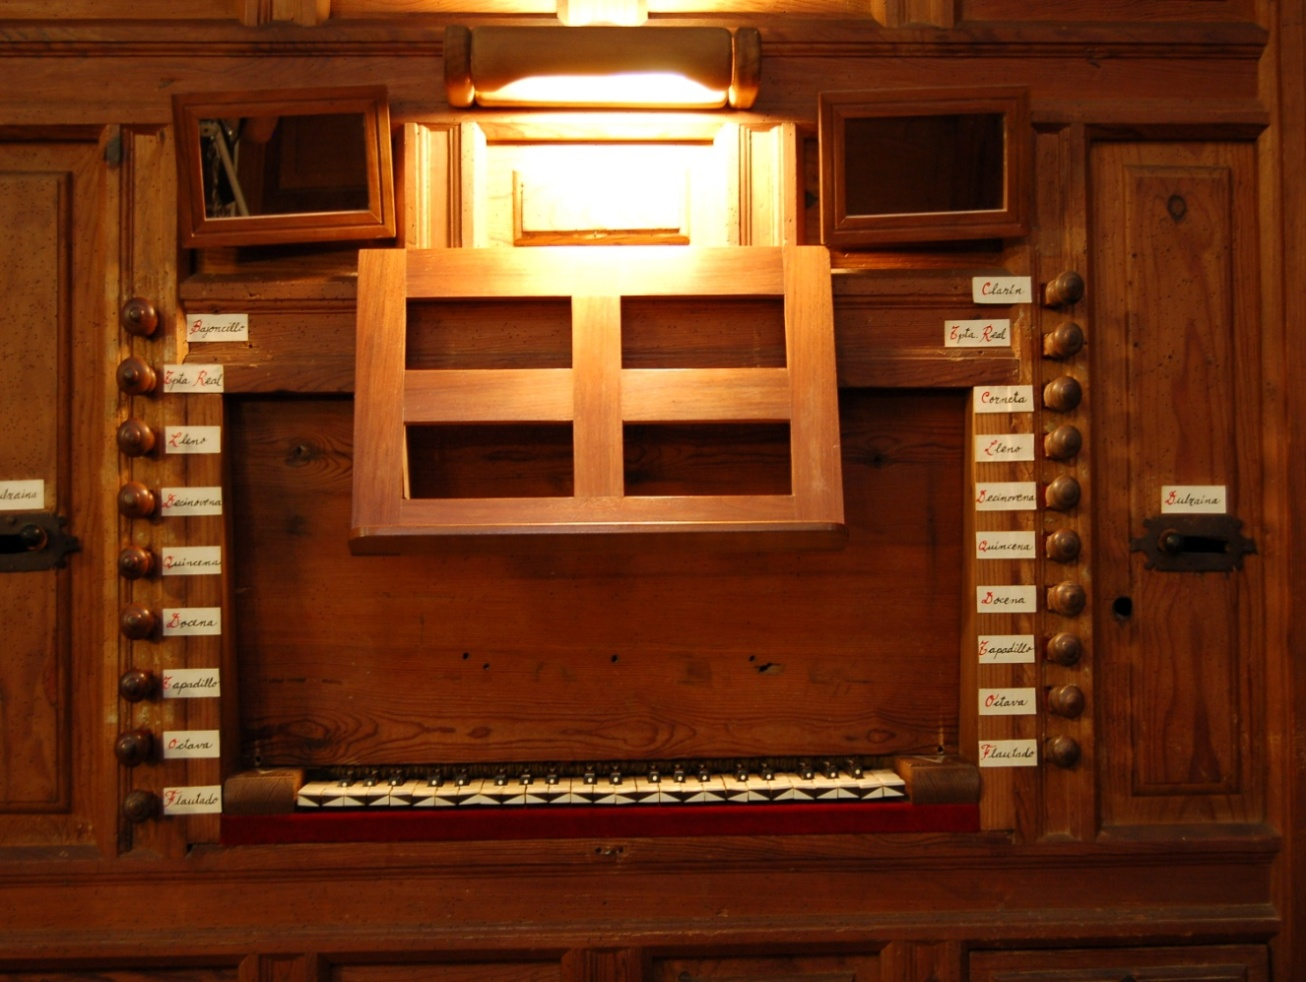 Bajoncillo
Tpta. Real
Lleno
Decinovena
Quincena
Docena
Tapadillo
Octava
Flautado
Clarín
Tpta. Real
Corneta
Lleno
Decinovena
Quincena
Docena
Tapadillo
Octava
Flautado
Dulzaina